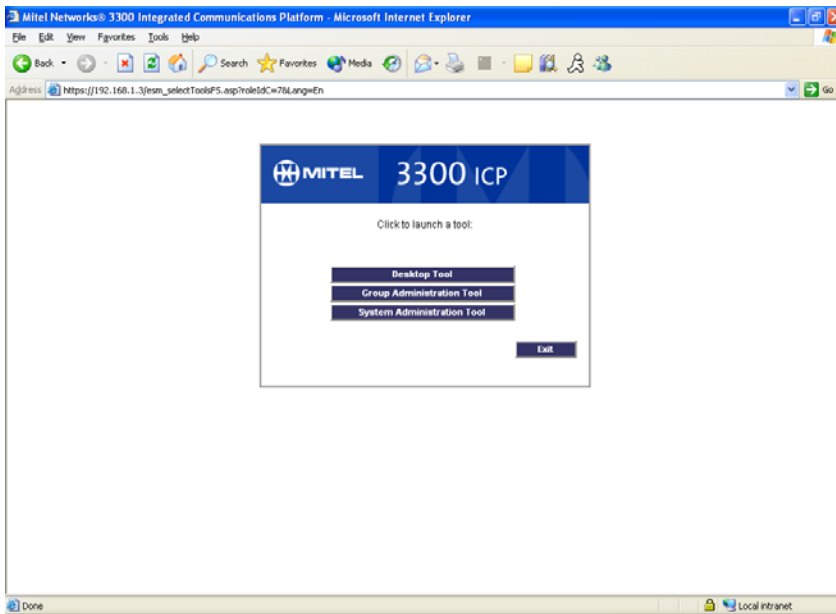 Mitel Networks® 3300 Integrated Communications Platform - Microsoft Internet Explorer
File Edit View Favorites Tools Help
Back Search Favorites Media
Address https://192.168.1.3/esm_selectToolsFS.asp?roleIdC=7&Lang=En Go
MITEL 3300 ICP
Click to launch a tool:
Desktop Tool
Group Administration Tool
System Administration Tool
Exit
Done Local intranet